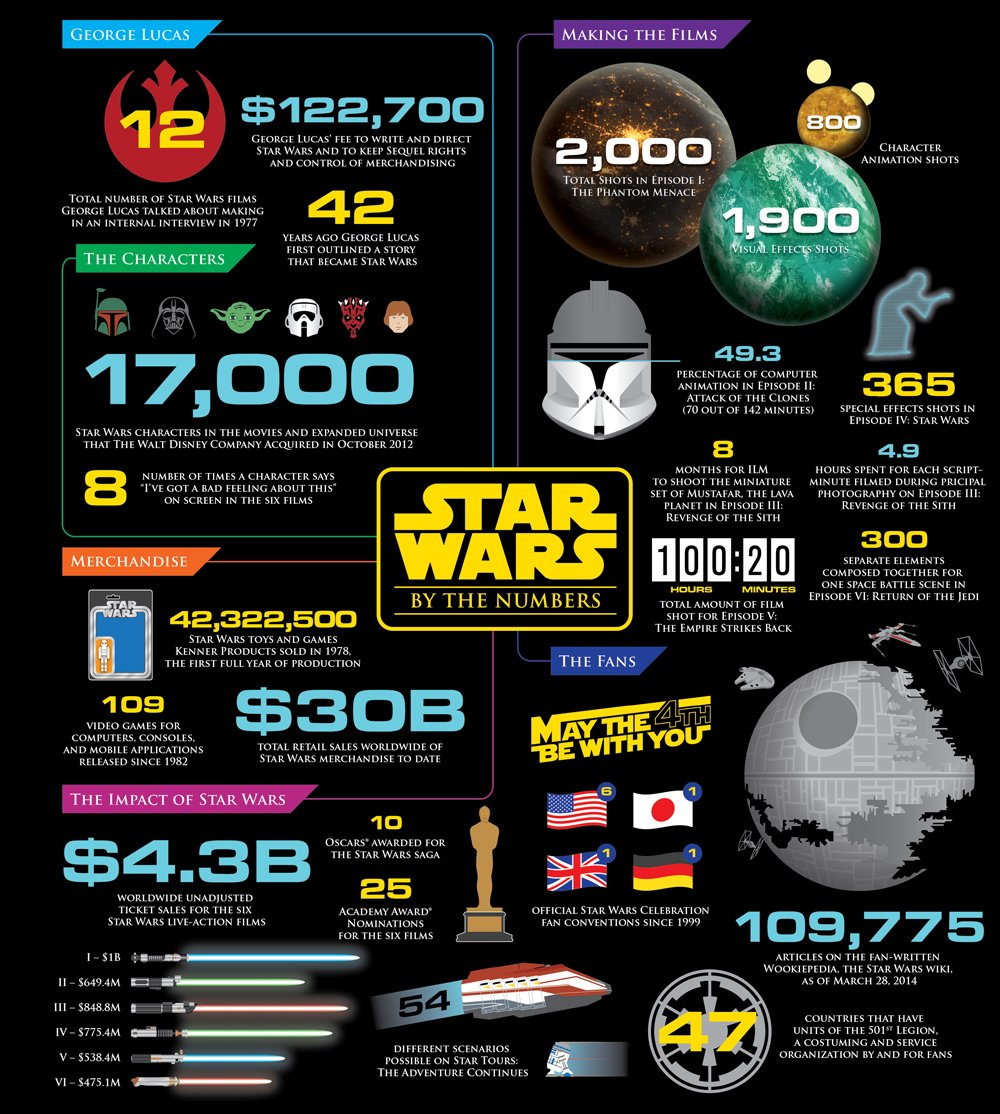 George Lucas
12
Total number of Star Wars films
George Lucas talked about making
in an internal interview in 1977
$122,700
George Lucas' fee to write and direct
Star Wars and to keep Sequel rights
and control of merchandising
42
years ago George Lucas
first outlined a story
that became Star Wars
The Characters
17,000
Star Wars characters in the movies and expanded universe
that The Walt Disney Company Acquired in October 2012
8
number of times a character says
"I've got a bad feeling about this"
on screen in the six films
Merchandise
STAR
WARS
42,322,500
Star Wars toys and games
Kenner Products sold in 1978,
the first full year of production
109
video games for
computers, consoles,
and mobile applications
released since 1982
$30B
total retail sales worldwide of
Star Wars merchandise to date
The Impact of Star Wars
$4.3B
worldwide unadjusted
ticket sales for the six
Star Wars live-action films
10
Oscars® awarded for
the Star Wars saga
25
Academy Award®
Nominations
for the six films
I – $1B
II – $649.4M
III – $848.8M
IV – $775.4M
V – $538.4M
VI – $475.1M
STAR
WARS
BY THE NUMBERS
Making the Films
2,000
Total Shots in Episode I:
The Phantom Menace
800
Character
Animation shots
1,900
Visual Effects Shots
49.3
percentage of computer
animation in Episode II:
Attack of the Clones
(70 out of 142 minutes)
365
special effects shots in
Episode IV: Star Wars
8
months for ILM
to shoot the miniature
set of Mustafar, the lava
planet in Episode III:
Revenge of the Sith
4.9
hours spent for each script-
minute filmed during pricipal
photography on Episode III:
Revenge of the Sith
100:20
HOURS MINUTES
total amount of film
shot for Episode V:
The Empire Strikes Back
300
separate elements
composed together for
one space battle scene in
Episode VI: Return of the Jedi
The Fans
MAY THE 4TH
BE WITH YOU
6
1
1
1
official Star Wars Celebration
fan conventions since 1999
109,775
articles on the fan-written
Wookiepedia, the Star Wars wiki,
as of March 28, 2014
54
different scenarios
possible on Star Tours:
The Adventure Continues
47
countries that have
units of the 501st Legion,
a costuming and service
organization by and for fans